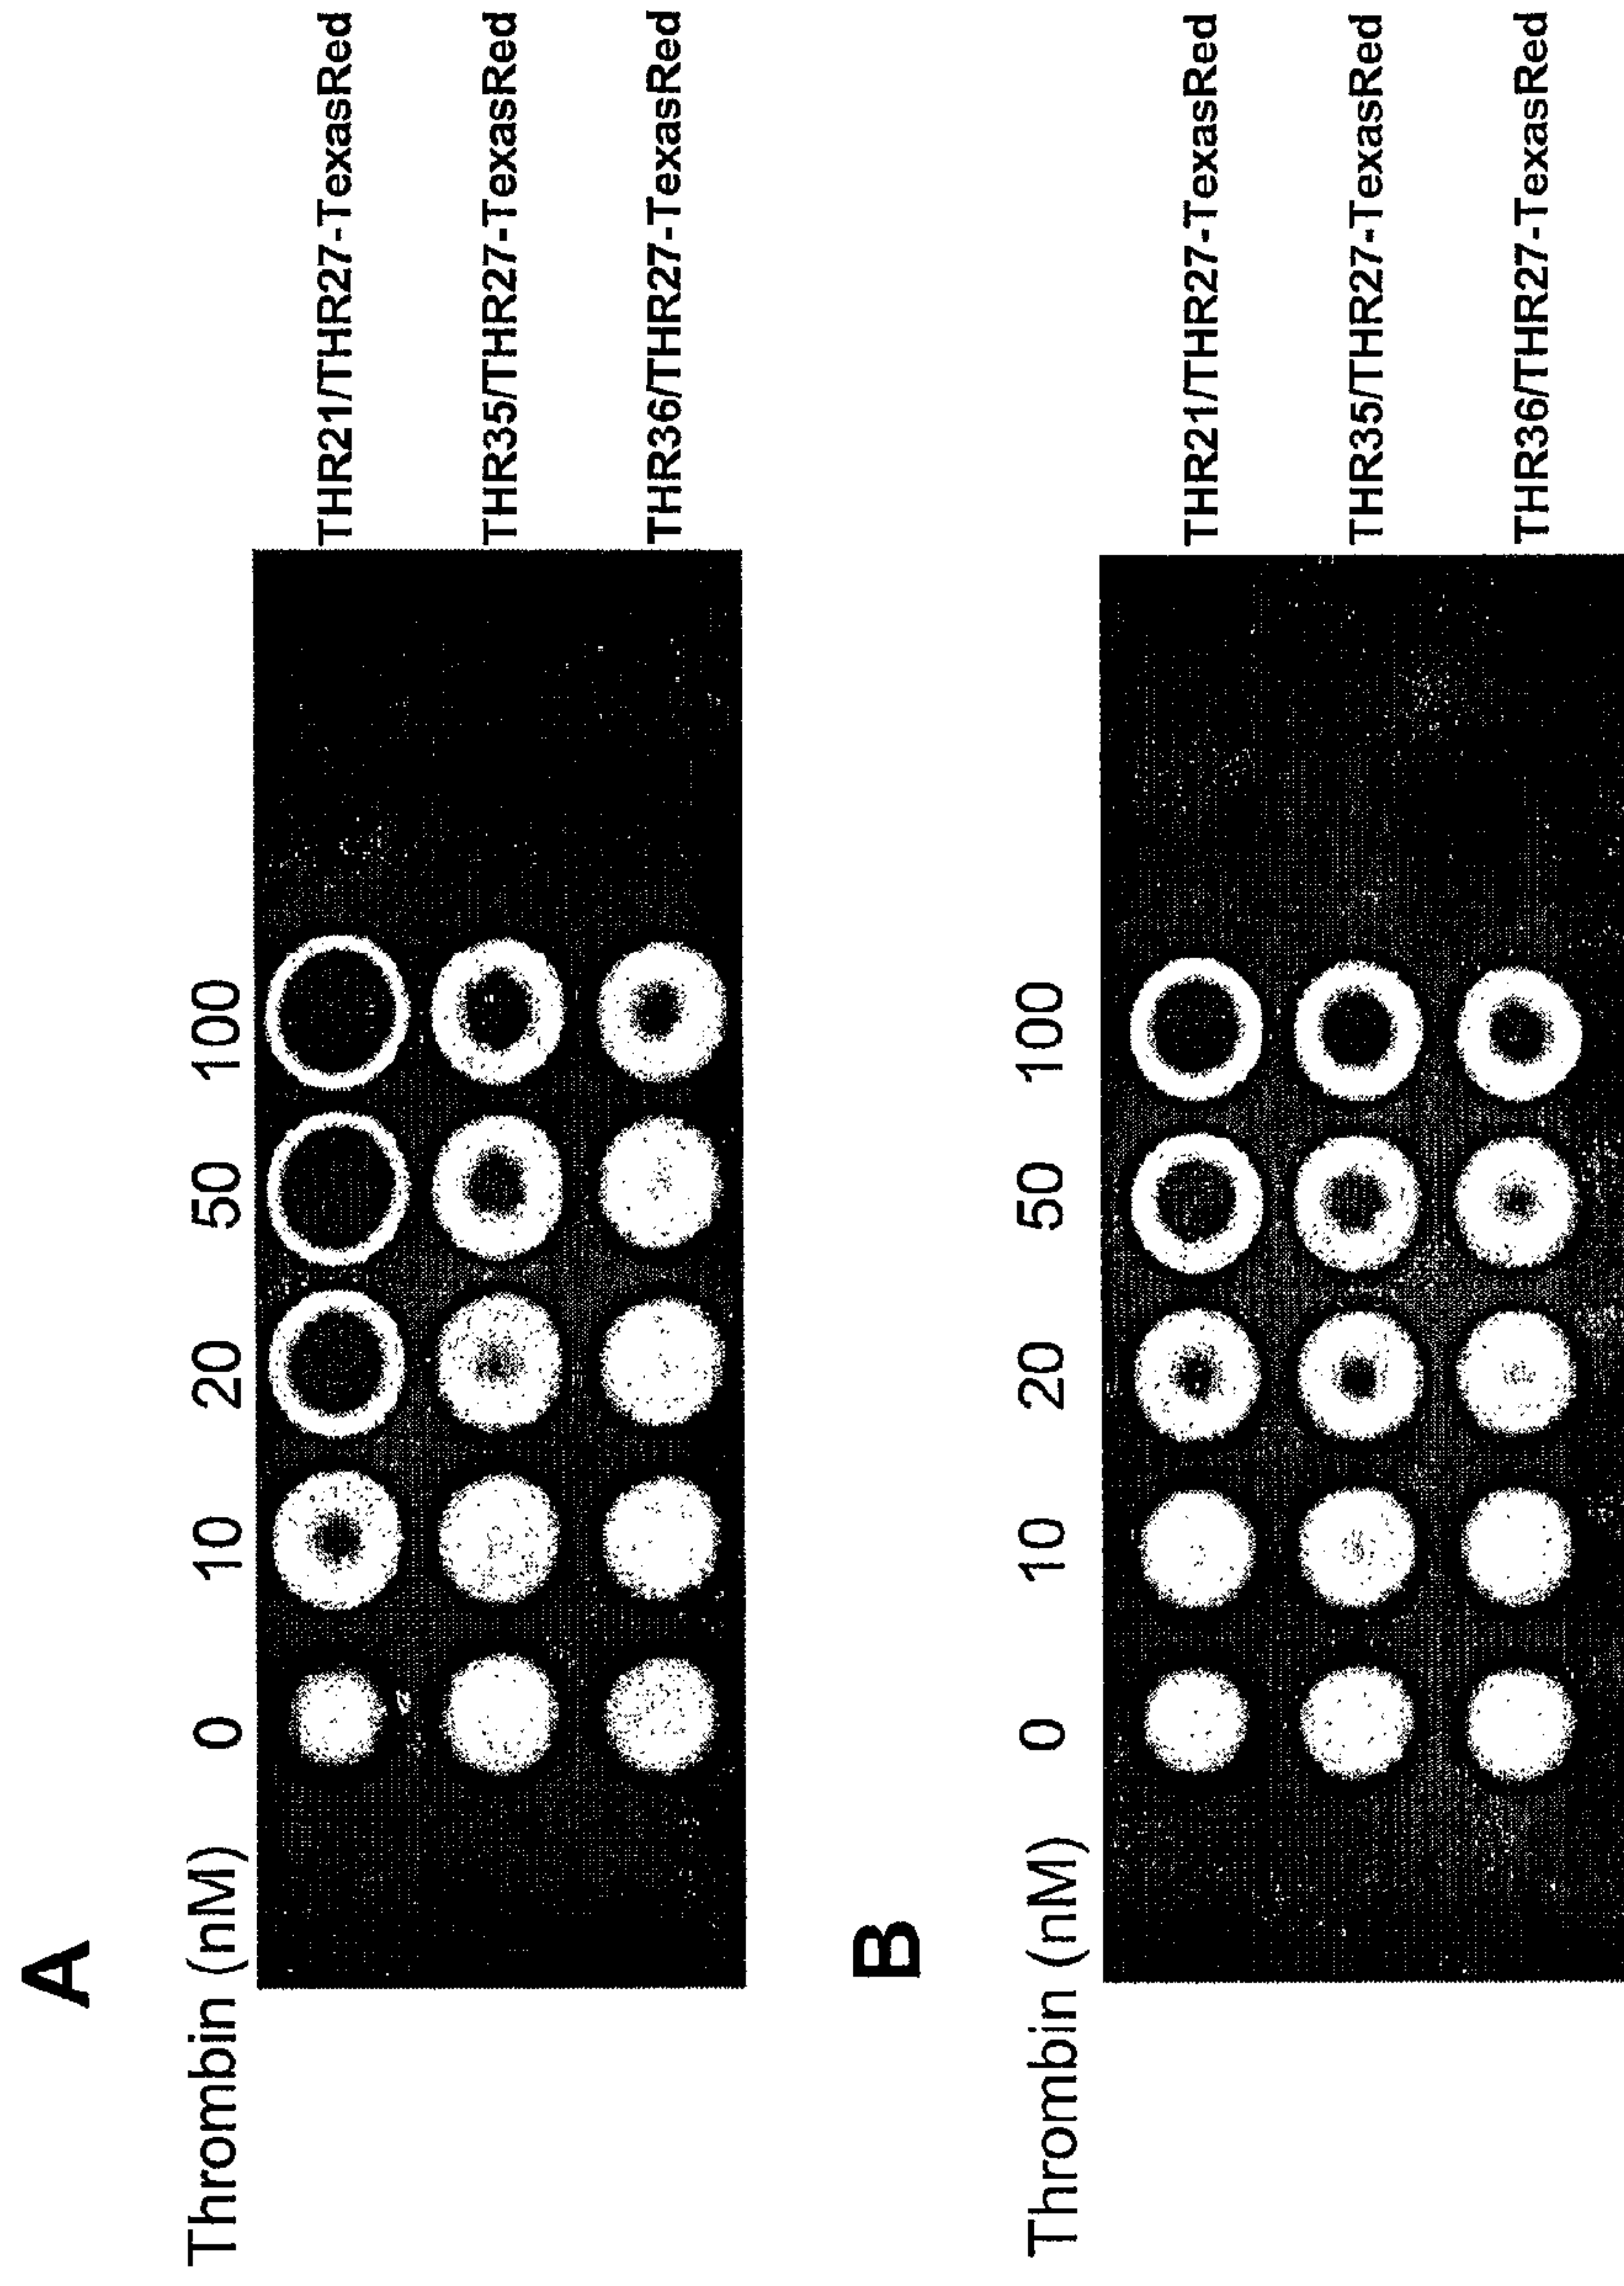 A
Thrombin (nM) 0 10 20 50 100
THR21/THR27-TexasRed
THR35/THR27-TexasRed
THR36/THR27-TexasRed
B
Thrombin (nM) 0 10 20 50 100
THR21/THR27-TexasRed
THR35/THR27-TexasRed
THR36/THR27-TexasRed